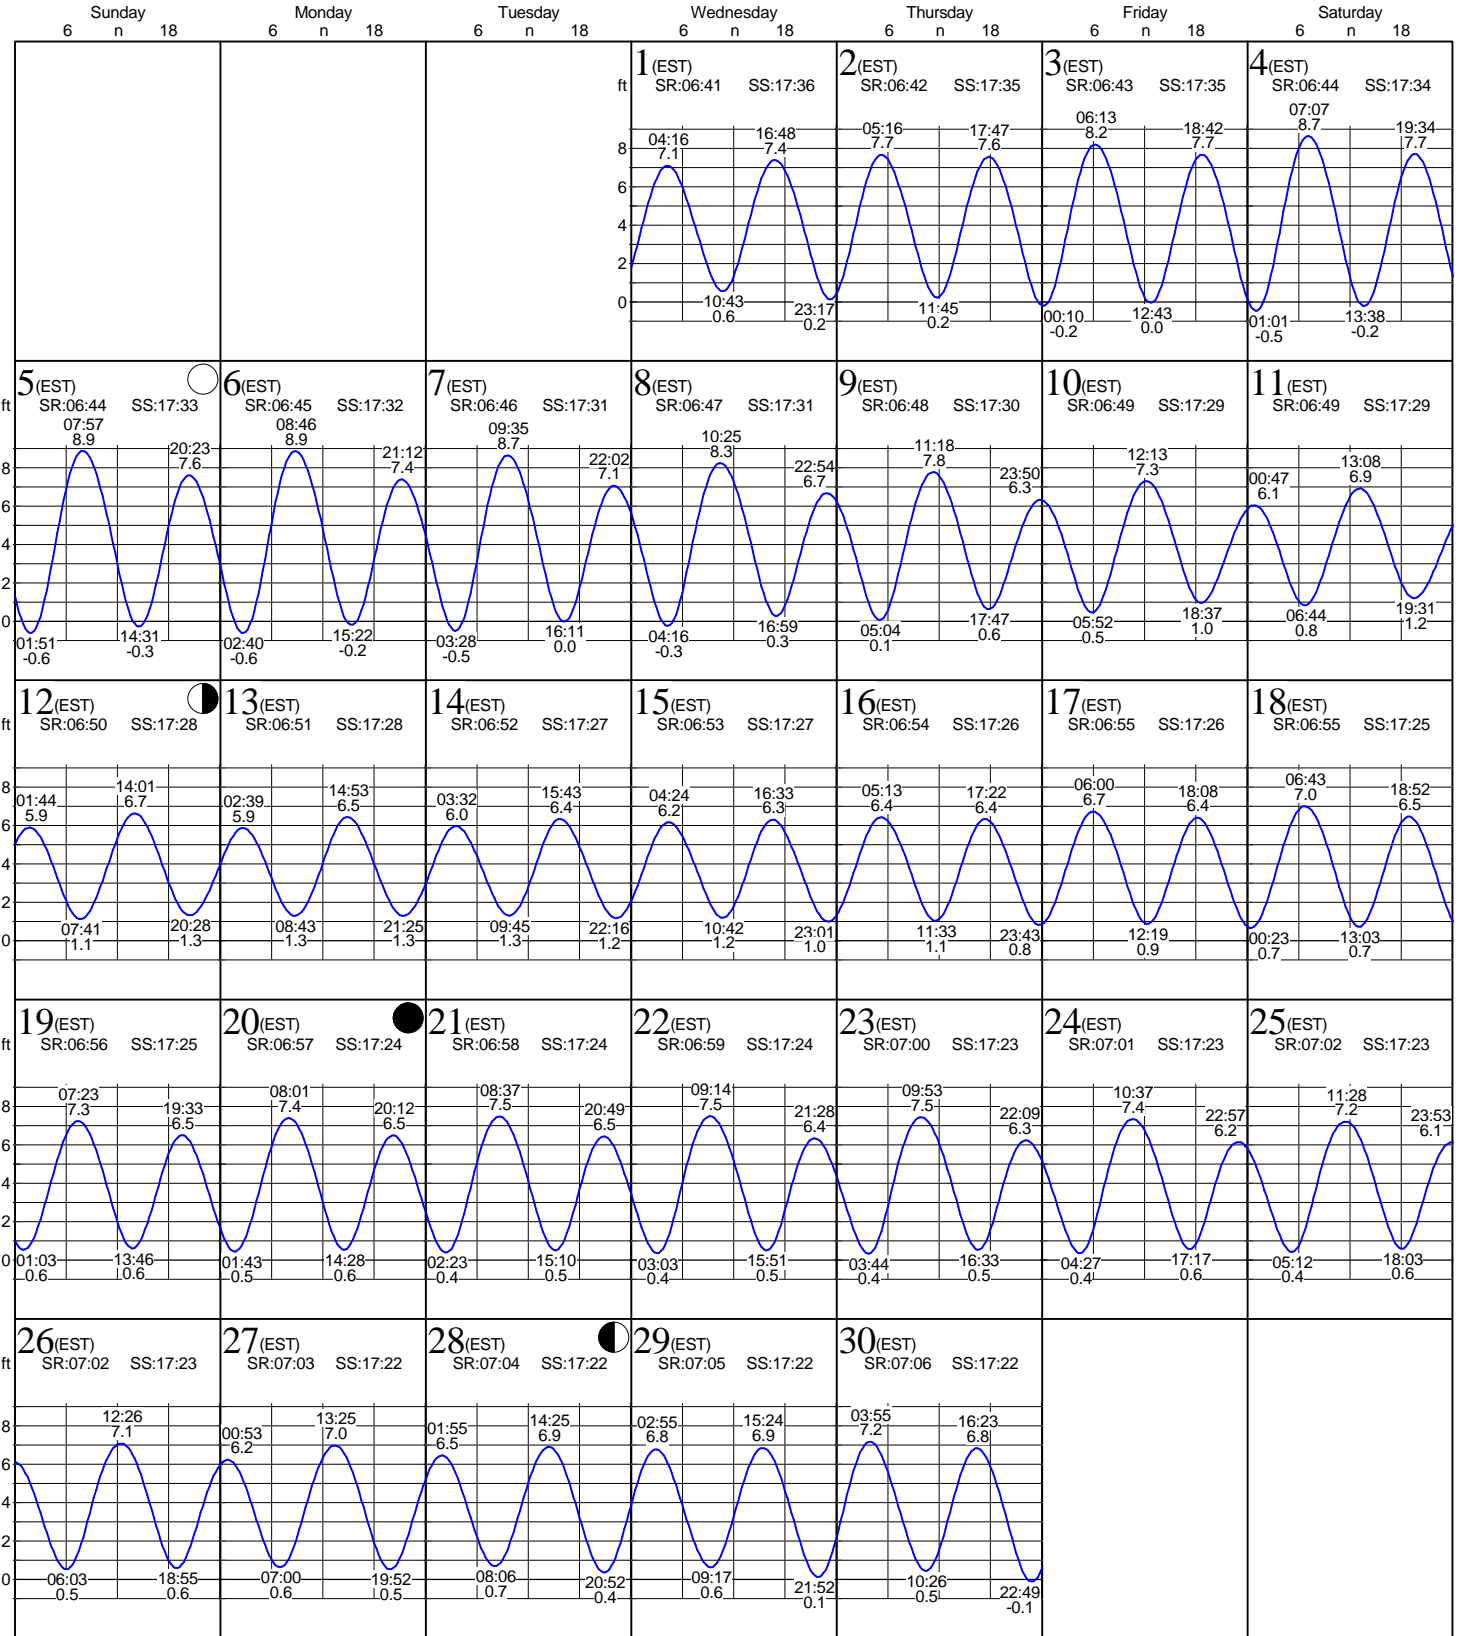 Sunday Monday Tuesday Wednesday Thursday Friday Saturday
6 n 18 6 n 18 6 n 18 6 n 18 6 n 18 6 n 18 6 n 18
1(EST) 2(EST) 3(EST) 4(EST)
ft SR:06:41 SS:17:36 SR:06:42 SS:17:35 SR:06:43 SS:17:35 SR:06:44 SS:17:34
04:16 16:48 05:16 17:47 06:13 18:42 07:07 19:34
7.1 7.4 7.7 7.6 8.2 7.7 8.7 7.7
8
6
4
2
0
10:43 23:17 11:45 00:10 12:43 01:01 13:38
0.6 0.2 0.2 -0.2 0.0 -0.5 -0.2
5(EST) 6(EST) 7(EST) 8(EST) 9(EST) 10(EST) 11(EST)
ft SR:06:44 SS:17:33 SR:06:45 SS:17:32 SR:06:46 SS:17:31 SR:06:47 SS:17:31 SR:06:48 SS:17:30 SR:06:49 SS:17:29 SR:06:49 SS:17:29
07:57 20:23 08:46 21:12 09:35 22:02 10:25 22:54 11:18 23:50 12:13 00:47 13:08
8.9 7.6 8.9 7.4 8.7 7.1 8.3 6.7 7.8 6.3 7.3 6.1 6.9
8
6
4
2
0
01:51 14:31 02:40 15:22 03:28 16:11 04:16 16:59 05:04 17:47 05:52 18:37 06:44 19:31
-0.6 -0.3 -0.6 -0.2 -0.5 0.0 -0.3 0.3 0.1 0.6 0.5 1.0 0.8 1.2
12(EST) 13(EST) 14(EST) 15(EST) 16(EST) 17(EST) 18(EST)
ft SR:06:50 SS:17:28 SR:06:51 SS:17:28 SR:06:52 SS:17:27 SR:06:53 SS:17:27 SR:06:54 SS:17:26 SR:06:55 SS:17:26 SR:06:55 SS:17:25
01:44 14:01 02:39 14:53 03:32 15:43 04:24 16:33 05:13 17:22 06:00 18:08 06:43 18:52
5.9 6.7 5.9 6.5 6.0 6.4 6.2 6.3 6.4 6.4 6.7 6.4 7.0 6.5
8
6
4
2
0
07:41 20:28 08:43 21:25 09:45 22:16 10:42 23:01 11:33 23:43 12:19 00:23 13:03
1.1 1.3 1.3 1.3 1.3 1.2 1.2 1.0 1.1 0.8 0.9 0.7 0.7
19(EST) 20(EST) 21(EST) 22(EST) 23(EST) 24(EST) 25(EST)
ft SR:06:56 SS:17:25 SR:06:57 SS:17:24 SR:06:58 SS:17:24 SR:06:59 SS:17:24 SR:07:00 SS:17:23 SR:07:01 SS:17:23 SR:07:02 SS:17:23
07:23 19:33 08:01 20:12 08:37 20:49 09:14 21:28 09:53 22:09 10:37 22:57 11:28 23:53
7.3 6.5 7.4 6.5 7.5 6.5 7.5 6.4 7.5 6.3 7.4 6.2 7.2 6.1
8
6
4
2
0
01:03 13:46 01:43 14:28 02:23 15:10 03:03 15:51 03:44 16:33 04:27 17:17 05:12 18:03
0.6 0.6 0.5 0.6 0.4 0.5 0.4 0.5 0.4 0.5 0.4 0.6 0.4 0.6
26(EST) 27(EST) 28(EST) 29(EST) 30(EST)
ft SR:07:02 SS:17:23 SR:07:03 SS:17:22 SR:07:04 SS:17:22 SR:07:05 SS:17:22 SR:07:06 SS:17:22
12:26 00:53 13:25 01:55 14:25 02:55 15:24 03:55 16:23
7.1 6.2 7.0 6.5 6.9 6.8 6.9 7.2 6.8
8
6
4
2
0
06:03 18:55 07:00 19:52 08:06 20:52 09:17 21:52 10:26 22:49
0.5 0.6 0.6 0.5 0.7 0.4 0.6 0.1 0.5 -0.1